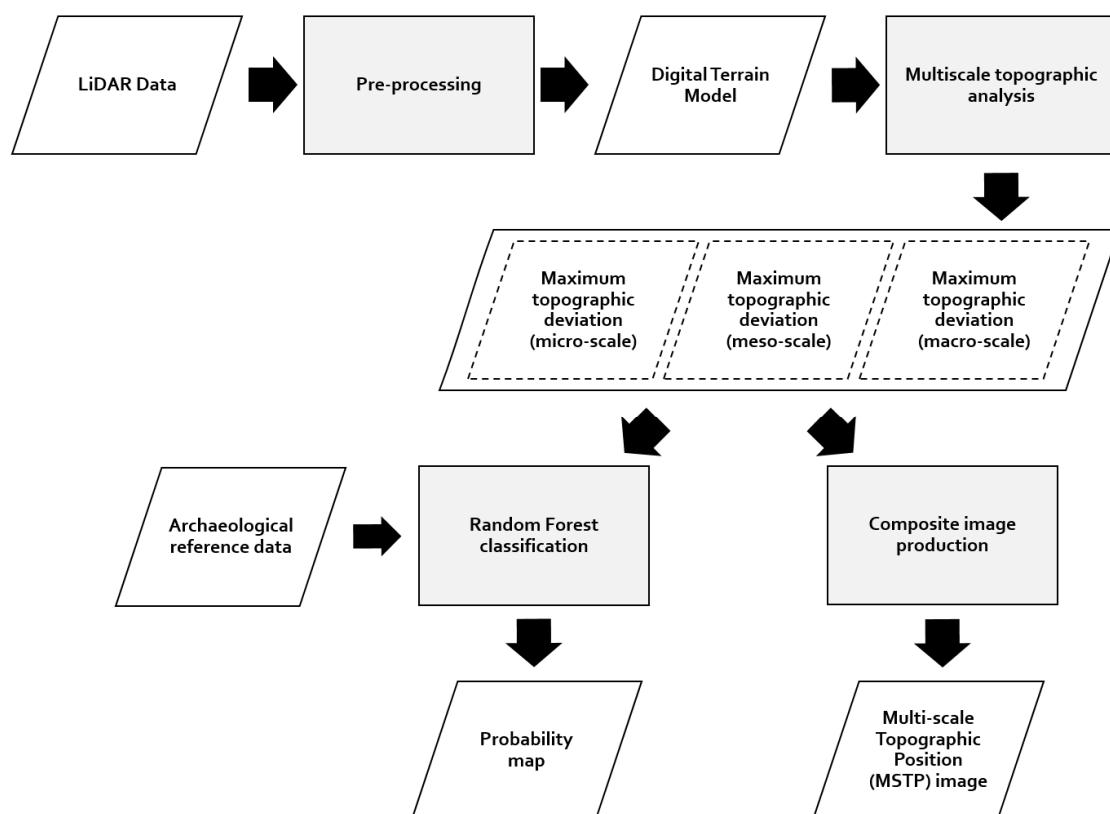 LiDAR Data
Pre-processing
Digital Terrain
Model
Multiscale topographic
analysis
Maximum
topographic
deviation
(micro-scale)
Maximum
topographic
deviation
(meso-scale)
Maximum
topographic
deviation
(macro-scale)
Archaeological
reference data
Random Forest
classification
Composite image
production
Probability
map
Multi-scale
Topographic
Position
(MSTP) image